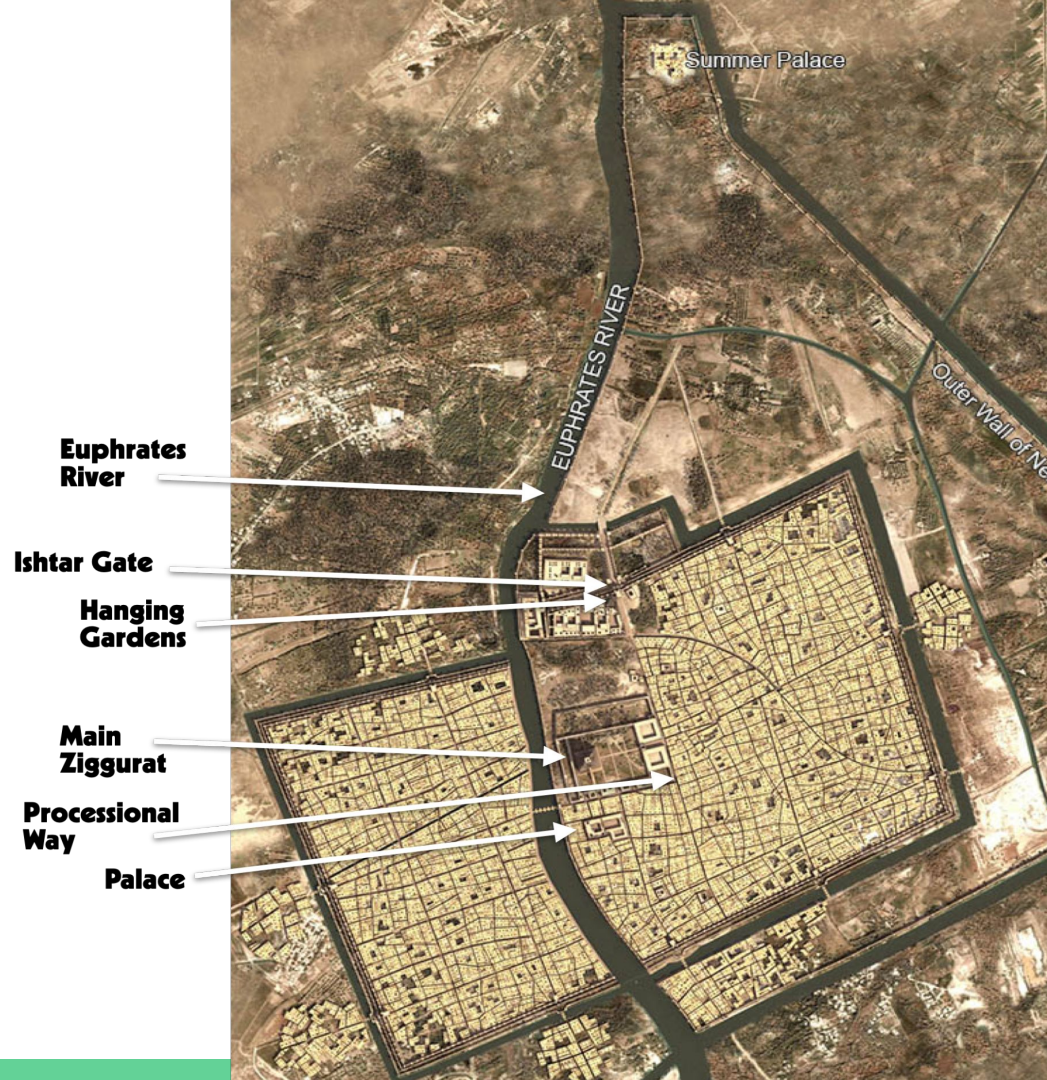 Summer Palace
EUPHRATES RIVER
Outer Wall of Ne
Euphrates
River
Ishtar Gate
Hanging
Gardens
Main
Ziggurat
Processional
Way
Palace